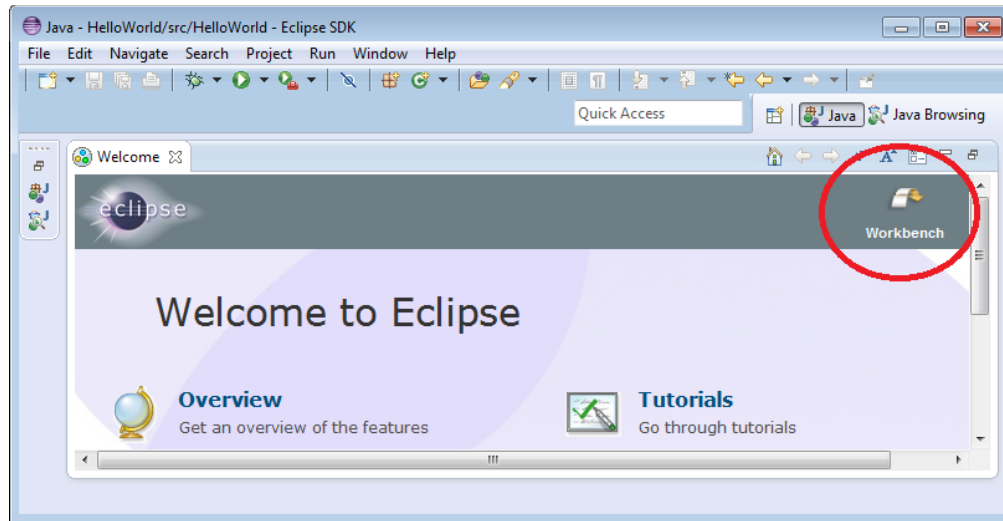 Java - HelloWorld/src/HelloWorld - Eclipse SDK
File Edit Navigate Search Project Run Window Help
Quick Access
Java
Java Browsing
Welcome
eclipse
Workbench
Welcome to Eclipse
Overview
Get an overview of the features
Tutorials
Go through tutorials